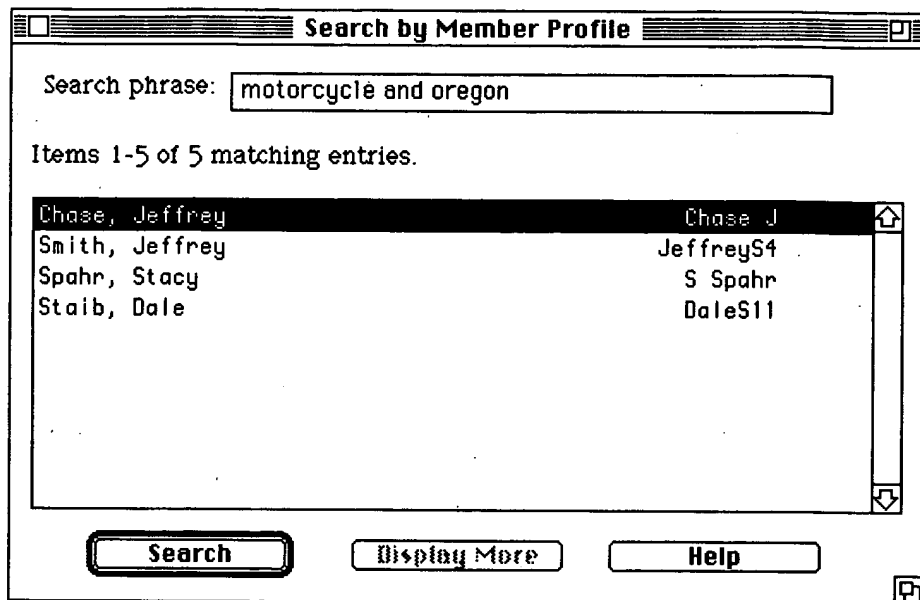 Search by Member Profile
Search phrase: motorcycle and oregon
Items 1-5 of 5 matching entries.
Chase, Jeffrey Chase J
Smith, Jeffrey JeffreyS4
Spahr, Stacy S Spahr
Staib, Dale DaleS11
Search Display More Help